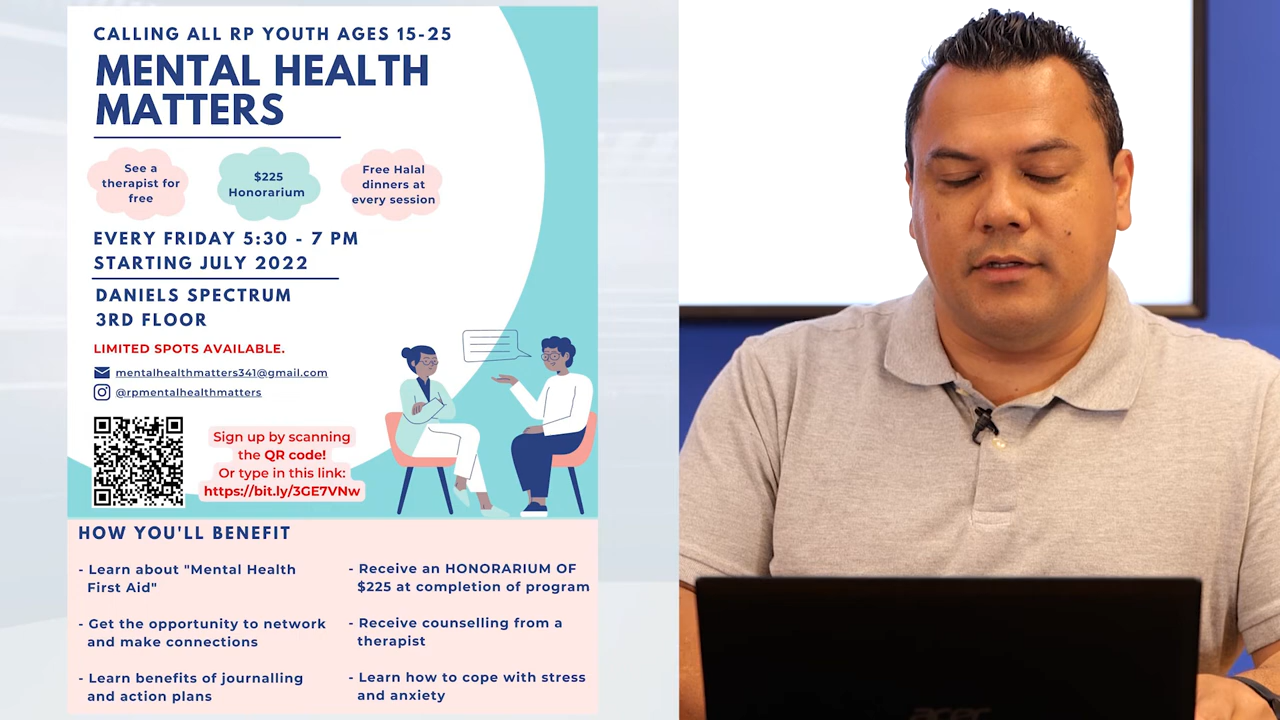 CALLING ALL RP YOUTH AGES 15-25
MENTAL HEALTH
MATTERS
See a
therapist for
free
$225
Honorarium
Free Halal
dinners at
every session
EVERY FRIDAY 5:30 - 7 PM
STARTING JULY 2022
DANIELS SPECTRUM
3RD FLOOR
LIMITED SPOTS AVAILABLE.
mentalhealthmatters341@gmail.com
@rpmentalhealthmatters
Sign up by scanning
the QR code!
Or type in this link:
https://bit.ly/3GE7VNw
HOW YOU'LL BENEFIT
- Learn about "Mental Health
First Aid"
- Get the opportunity to network
and make connections
- Learn benefits of journalling
and action plans
- Receive an HONORARIUM OF
$225 at completion of program
- Receive counselling from a
therapist
- Learn how to cope with stress
and anxiety
acer